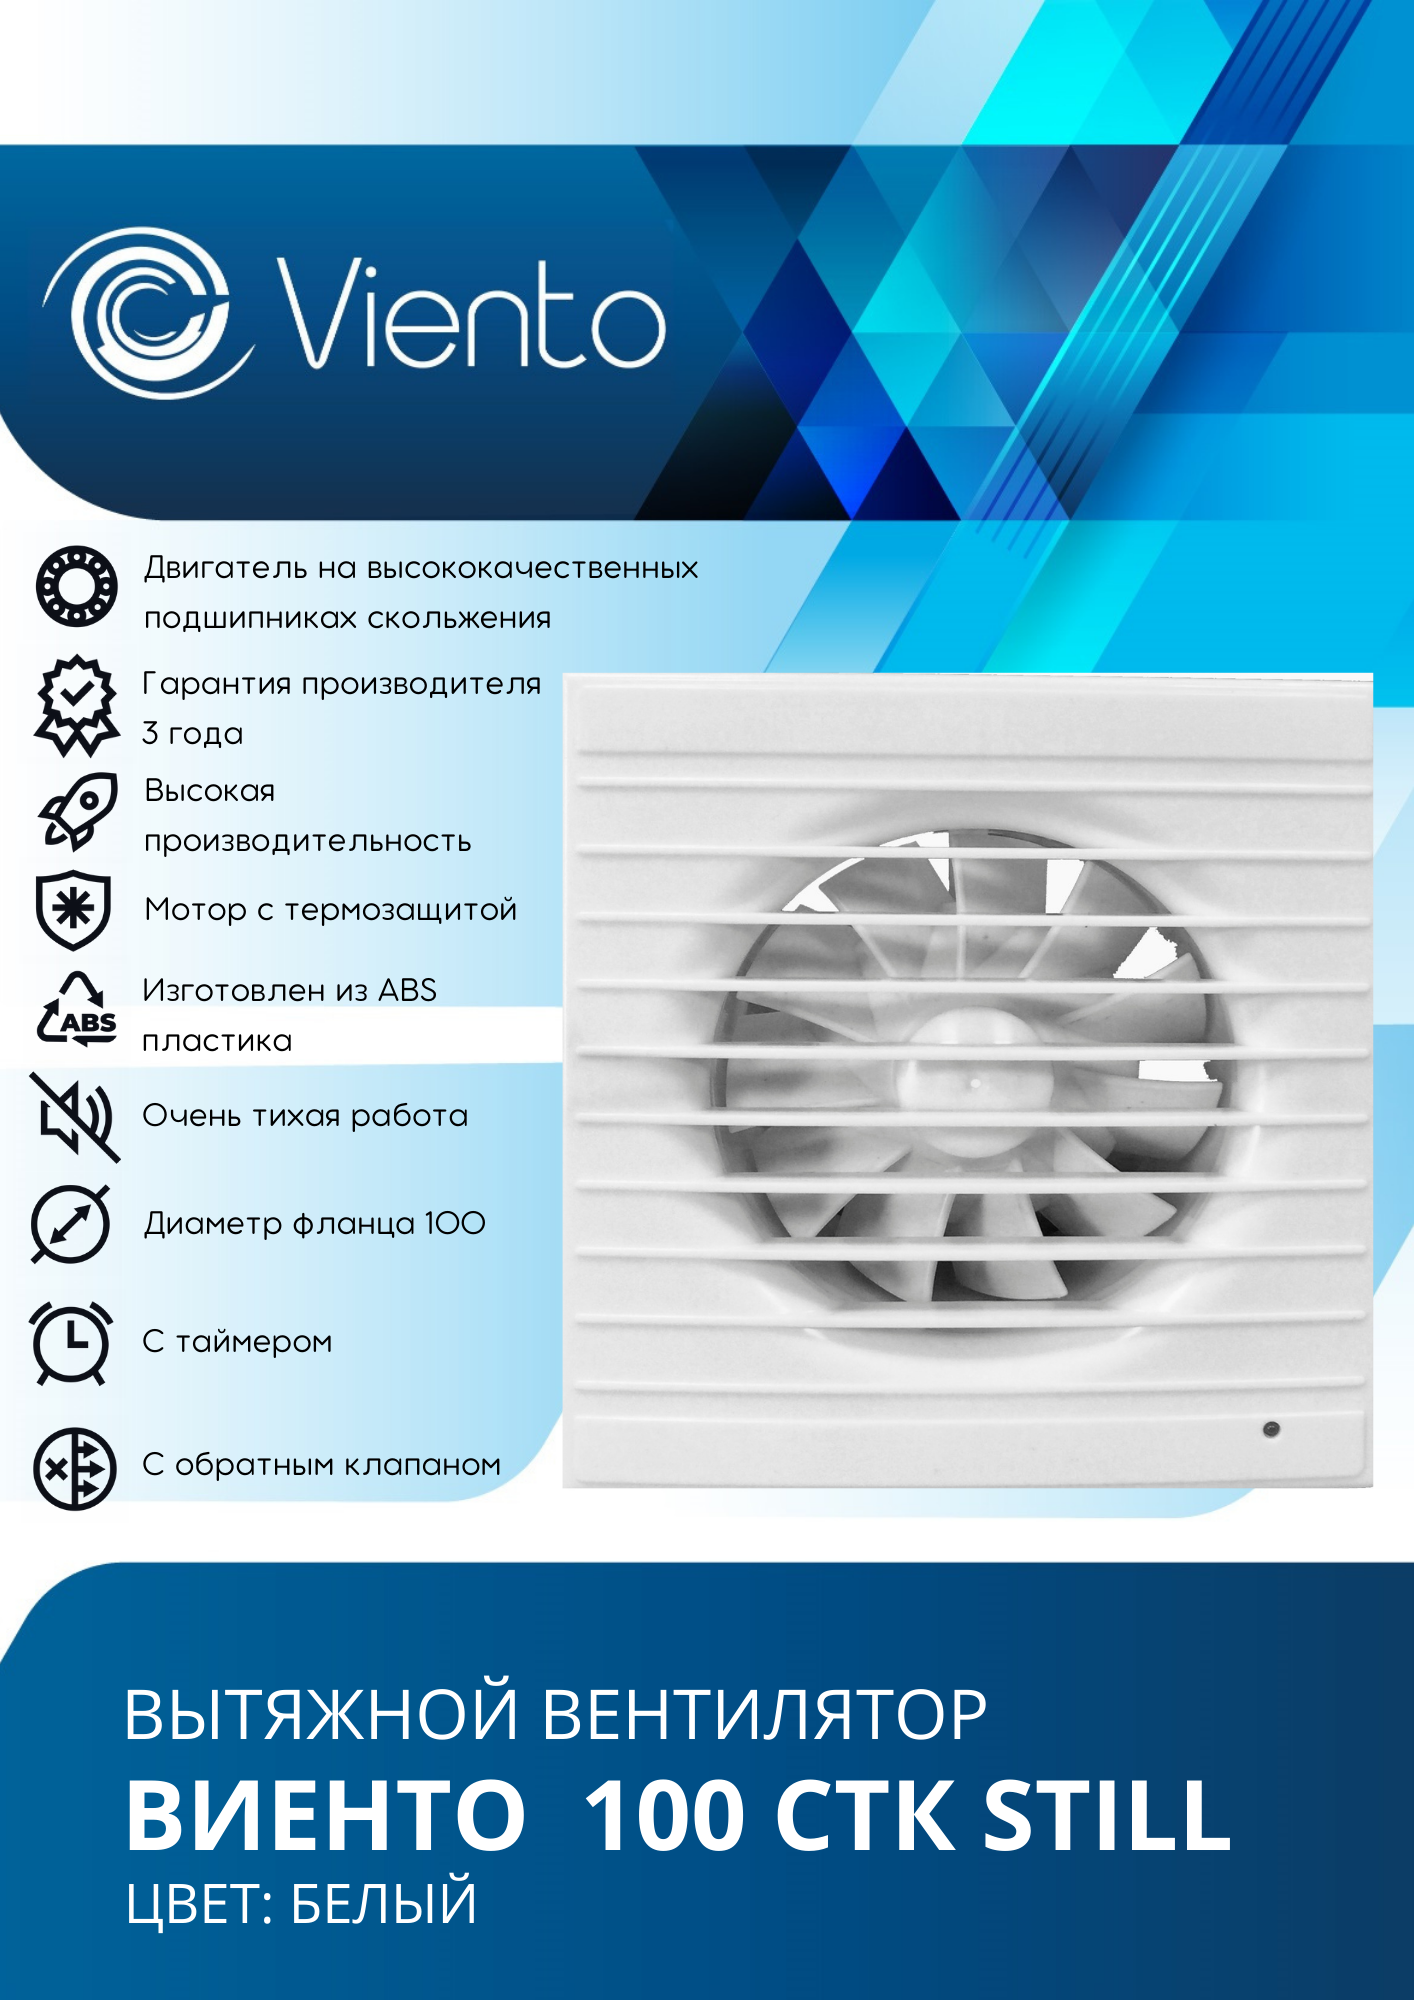 Viento
Двигатель на высококачественных
подшипниках скольжения
Гарантия производителя
3 года
Высокая
производительность
Мотор с термозащитой
Изготовлен из ABS
пластика
ABS
Очень тихая работа
Диаметр фланца 100
С таймером
С обратным клапаном
ВЫТЯЖНОЙ ВЕНТИЛЯТОР
ВИЕНТО 100 СТК STILL
ЦВЕТ: БЕЛЫЙ